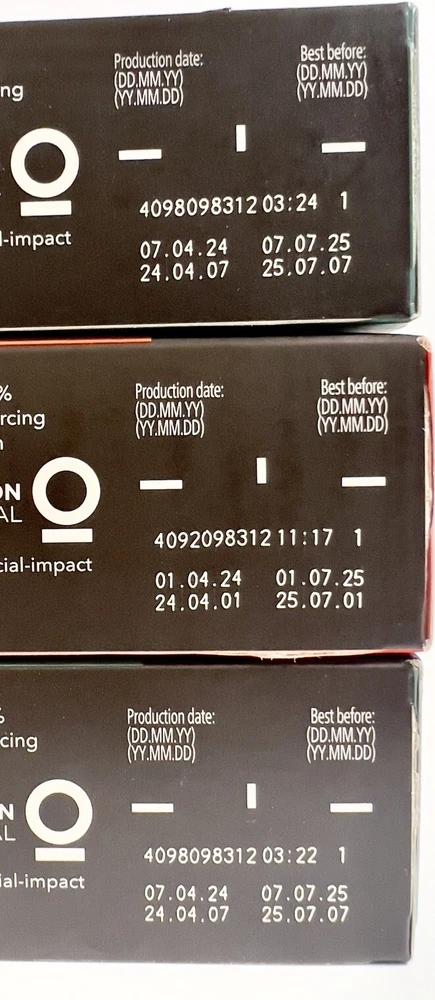 Production date: Best before:
(DD.MM.YY) (DD.MM.YY)
(YY.MM.DD) (YY.MM.DD)
ng
4098098312 03:24 1
l-impact
07.04.24 07.07.25
24.04.07 25.07.07
%
rcing
n
Production date: Best before:
(DD.MM.YY) (DD.MM.YY)
(YY.MM.DD) (YY.MM.DD)
ON
AL
4092098312 11:17 1
cial-impact
01.04.24 01.07.25
24.04.01 25.07.01
%
cing
Production date: Best before:
(DD.MM.YY) (DD.MM.YY)
(YY.MM.DD) (YY.MM.DD)
N
AL
4098098312 03:22 1
ial-impact
07.04.24 07.07.25
24.04.07 25.07.07